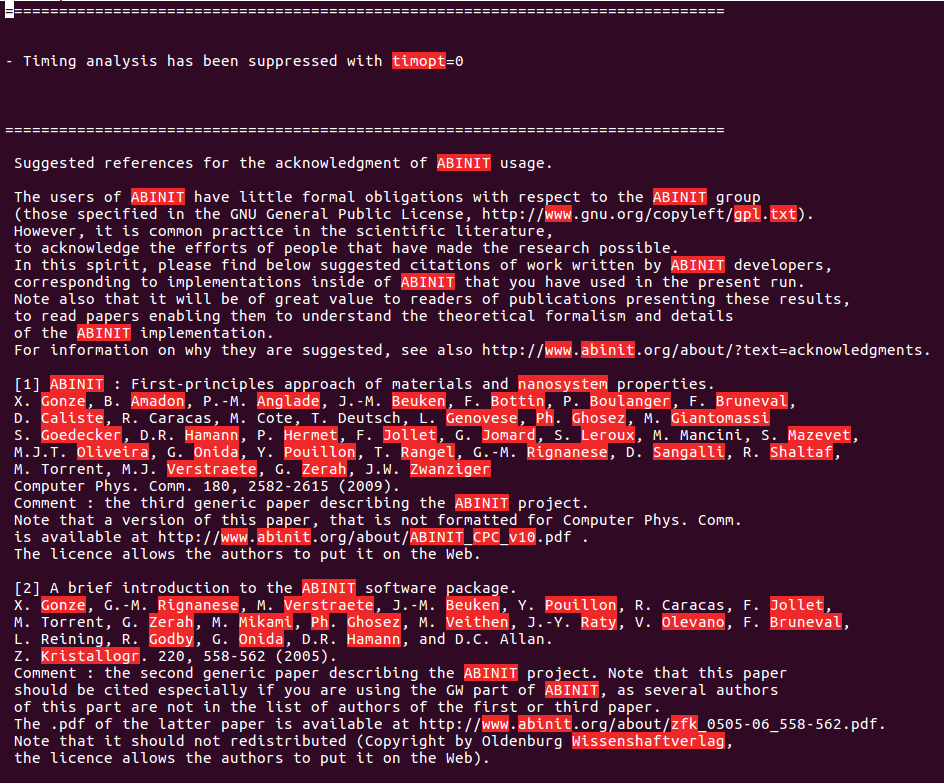 ================================================================================
- Timing analysis has been suppressed with timopt=0
================================================================================
Suggested references for the acknowledgment of ABINIT usage.
The users of ABINIT have little formal obligations with respect to the ABINIT group
(those specified in the GNU General Public License, http://www.gnu.org/copyleft/gpl.txt).
However, it is common practice in the scientific literature,
to acknowledge the efforts of people that have made the research possible.
In this spirit, please find below suggested citations of work written by ABINIT developers,
corresponding to implementations inside of ABINIT that you have used in the present run.
Note also that it will be of great value to readers of publications presenting these results,
to read papers enabling them to understand the theoretical formalism and details
of the ABINIT implementation.
For information on why they are suggested, see also http://www.abinit.org/about/?text=acknowledgments.
[1] ABINIT : First-principles approach of materials and nanosystem properties.
X. Gonze, B. Amadon, P.-M. Anglade, J.-M. Beuken, F. Bottin, P. Boulanger, F. Bruneval,
D. Caliste, R. Caracas, M. Cote, T. Deutsch, L. Genovese, Ph. Ghosez, M. Giantomassi
S. Goedecker, D.R. Hamann, P. Hermet, F. Jollet, G. Jomard, S. Leroux, M. Mancini, S. Mazevet,
M.J.T. Oliveira, G. Onida, Y. Pouillon, T. Rangel, G.-M. Rignanese, D. Sangalli, R. Shaltaf,
M. Torrent, M.J. Verstraete, G. Zerah, J.W. Zwanziger
Computer Phys. Comm. 180, 2582-2615 (2009).
Comment : the third generic paper describing the ABINIT project.
Note that a version of this paper, that is not formatted for Computer Phys. Comm.
is available at http://www.abinit.org/about/ABINIT_CPC_v10.pdf .
The licence allows the authors to put it on the Web.
[2] A brief introduction to the ABINIT software package.
X. Gonze, G.-M. Rignanese, M. Verstraete, J.-M. Beuken, Y. Pouillon, R. Caracas, F. Jollet,
M. Torrent, G. Zerah, M. Mikami, Ph. Ghosez, M. Veithen, J.-Y. Raty, V. Olevano, F. Bruneval,
L. Reining, R. Godby, G. Onida, D.R. Hamann, and D.C. Allan.
Z. Kristallogr. 220, 558-562 (2005).
Comment : the second generic paper describing the ABINIT project. Note that this paper
should be cited especially if you are using the GW part of ABINIT, as several authors
of this part are not in the list of authors of the first or third paper.
The .pdf of the latter paper is available at http://www.abinit.org/about/zfk_0505-06_558-562.pdf.
Note that it should not redistributed (Copyright by Oldenburg Wissenshaftverlag,
the licence allows the authors to put it on the Web).